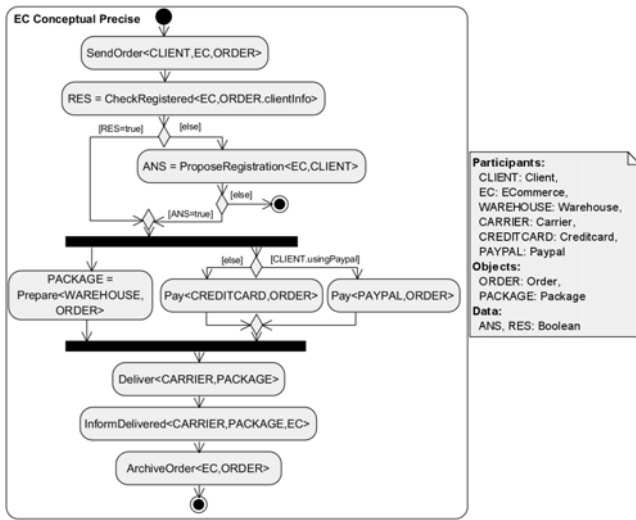 EC Conceptual Precise
SendOrder<CLIENT,EC,ORDER>
RES = CheckRegistered<EC,ORDER.clientInfo>
[RES=true]
[else]
ANS = ProposeRegistration<EC,CLIENT>
[else]
[ANS=true]
[else]
[CLIENT.usingPaypal]
PACKAGE =
Prepare<WAREHOUSE,
ORDER>
Pay<CREDITCARD,ORDER>
Pay<PAYPAL,ORDER>
Deliver<CARRIER,PACKAGE>
InformDelivered<CARRIER,PACKAGE,EC>
ArchiveOrder<EC,ORDER>
Participants:
CLIENT: Client,
EC: ECommerce,
WAREHOUSE: Warehouse,
CARRIER: Carrier,
CREDITCARD: Creditcard,
PAYPAL: Paypal
Objects:
ORDER: Order,
PACKAGE: Package
Data:
ANS, RES: Boolean